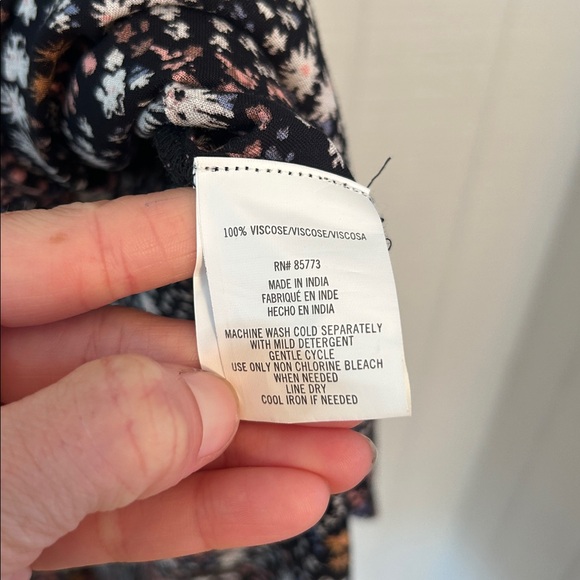 100% VISCOSE/VISCOSE/VISCOSA
RN# 85773
MADE IN INDIA
FABRIQUÉ EN INDE
HECHO EN INDIA
MACHINE WASH COLD SEPARATELY
WITH MILD DETERGENT
GENTLE CYCLE
USE ONLY NON CHLORINE BLEACH
WHEN NEEDED
LINE DRY
COOL IRON IF NEEDED